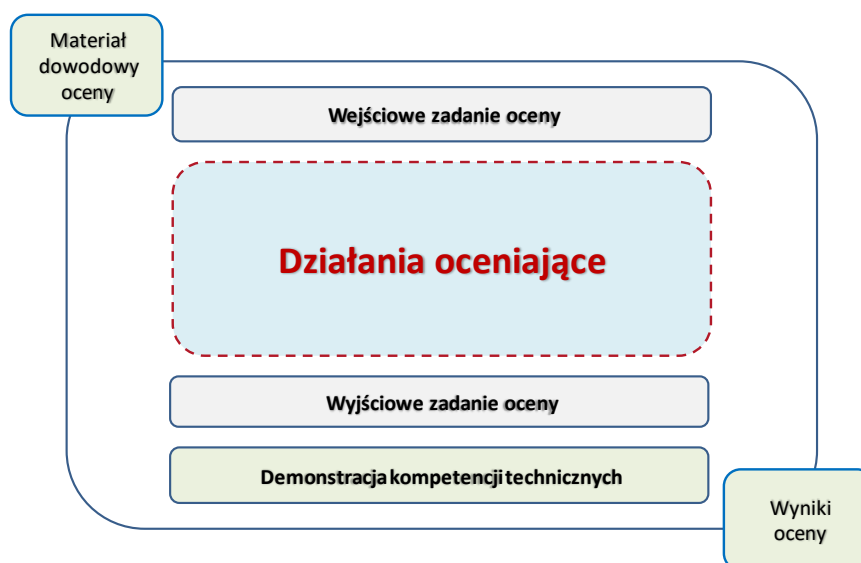 Materiał
dowodowy
oceny
Wejściowe zadanie oceny
Działania oceniające
Wyjściowe zadanie oceny
Demonstracja kompetencji technicznych
Wyniki
oceny